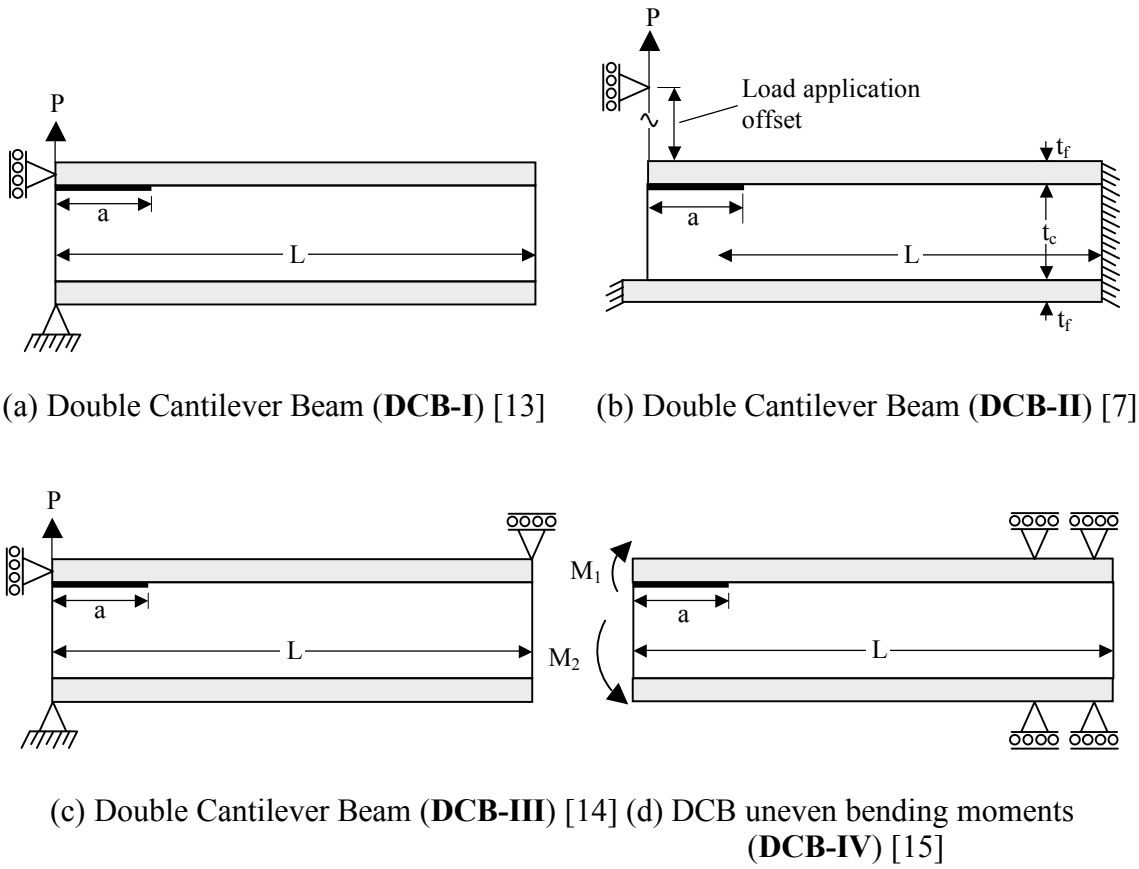 P
a
L
(a) Double Cantilever Beam (DCB-I) [13]
P
Load application
offset
t_f
a
t_c
L
t_f
(b) Double Cantilever Beam (DCB-II) [7]
P
a
L
(c) Double Cantilever Beam (DCB-III) [14]
M_1
a
M_2
L
(d) DCB uneven bending moments
(DCB-IV) [15]